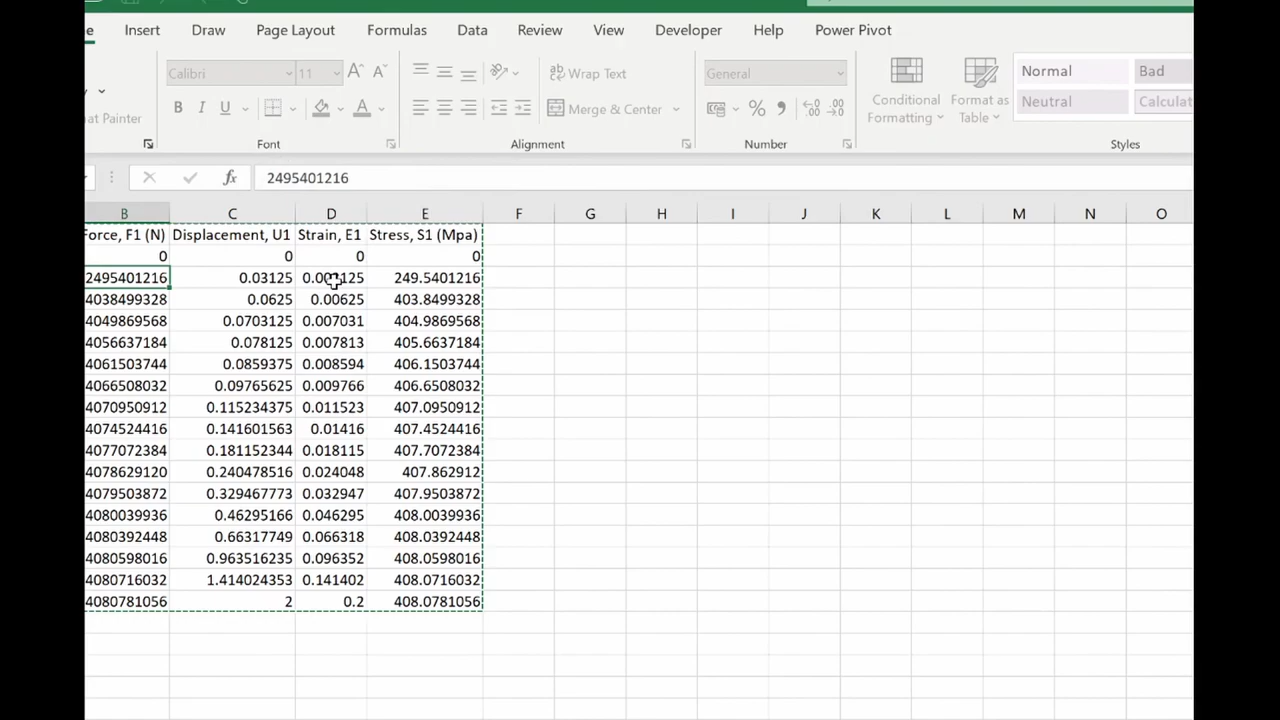 e Insert Draw Page Layout Formulas Data Review View Developer Help Power Pivot
Calibri 11 A A ab Wrap Text General Normal Bad
at Painter B I U A Merge & Center % Conditional Formatting Format as Table Neutral Calculat
Font Alignment Number Styles
fx 2495401216
B C D E F G H I J K L M N O
Force, F1 (N) Displacement, U1 Strain, E1 Stress, S1 (Mpa)
0 0 0 0
2495401216 0.03125 249.5401216
4038499328 0.0625 0.00625 403.8499328
4049869568 0.0703125 0.007031 404.9869568
4056637184 0.078125 0.007813 405.6637184
4061503744 0.0859375 0.008594 406.1503744
4066508032 0.09765625 0.009766 406.6508032
4070950912 0.115234375 0.011523 407.0950912
4074524416 0.141601563 0.01416 407.4524416
4077072384 0.181152344 0.018115 407.7072384
4078629120 0.240478516 0.024048 407.862912
4079503872 0.329467773 0.032947 407.9503872
4080039936 0.46295166 0.046295 408.0039936
4080392448 0.66317749 0.066318 408.0392448
4080598016 0.963516235 0.096352 408.0598016
4080716032 1.414024353 0.141402 408.0716032
4080781056 2 0.2 408.0781056